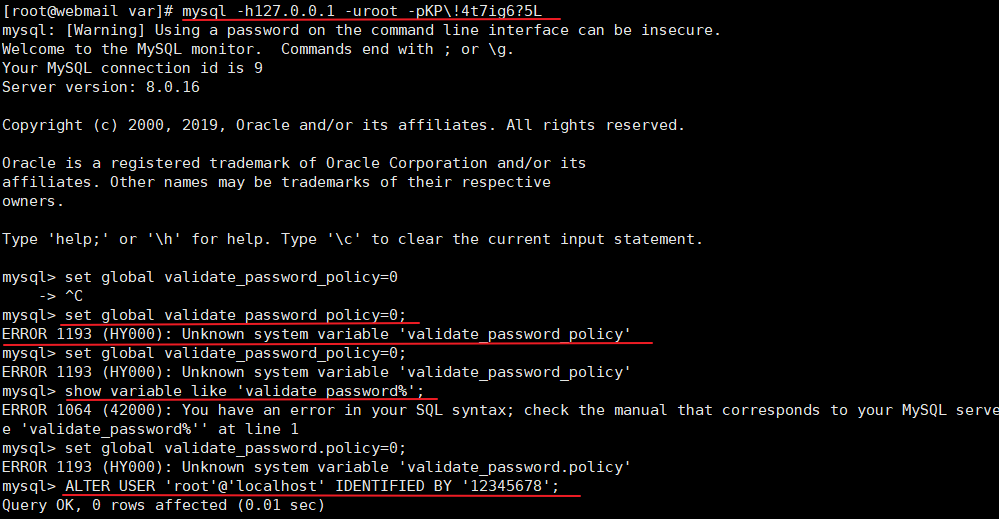 [root@webmail var]# mysql -h127.0.0.1 -uroot -pKP\!4t7ig6?5L
mysql: [Warning] Using a password on the command line interface can be insecure.
Welcome to the MySQL monitor.  Commands end with ; or \g.
Your MySQL connection id is 9
Server version: 8.0.16
Copyright (c) 2000, 2019, Oracle and/or its affiliates. All rights reserved.
Oracle is a registered trademark of Oracle Corporation and/or its
affiliates. Other names may be trademarks of their respective
owners.
Type 'help;' or '\h' for help. Type '\c' to clear the current input statement.
mysql> set global validate_password_policy=0
    -> ^C
mysql> set global validate_password_policy=0;
ERROR 1193 (HY000): Unknown system variable 'validate_password_policy'
mysql> set global validate_password_policy=0;
ERROR 1193 (HY000): Unknown system variable 'validate_password_policy'
mysql> show variable like 'validate_password%';
ERROR 1064 (42000): You have an error in your SQL syntax; check the manual that corresponds to your MySQL serve
e 'validate_password%'' at line 1
mysql> set global validate_password.policy=0;
ERROR 1193 (HY000): Unknown system variable 'validate_password.policy'
mysql> ALTER USER 'root'@'localhost' IDENTIFIED BY '12345678';
Query OK, 0 rows affected (0.01 sec)